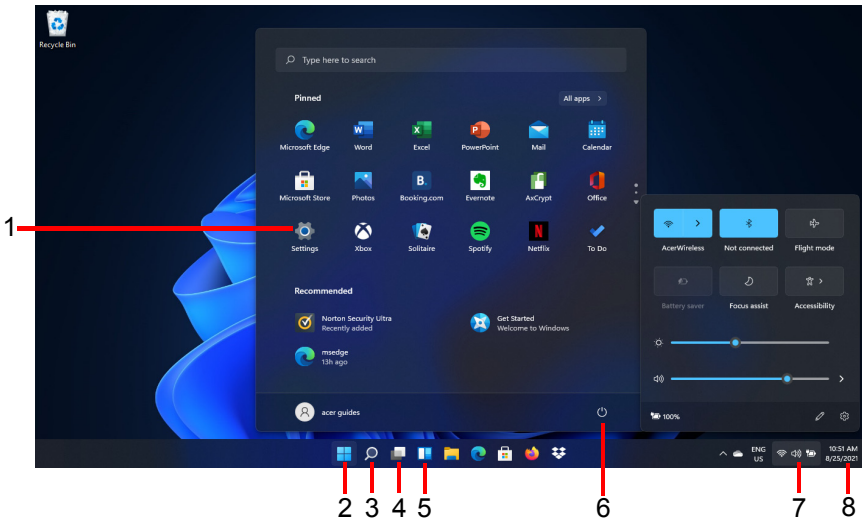 Recycle Bin
Type here to search
Pinned
All apps >
Microsoft Edge
Word
Excel
PowerPoint
Mail
Calendar
Microsoft Store
Photos
Booking.com
Evernote
AxCrypt
Office
1
Settings
Xbox
Solitaire
Spotify
Netflix
To Do
Recommended
Norton Security Ultra
Recently added
Get Started
Welcome to Windows
msedge
13h ago
acer guides
AcerWireless
Not connected
Flight mode
Battery saver
Focus assist
Accessibility
100%
ENG
US
10:51 AM
8/25/2021
2 3 4 5 6 7 8